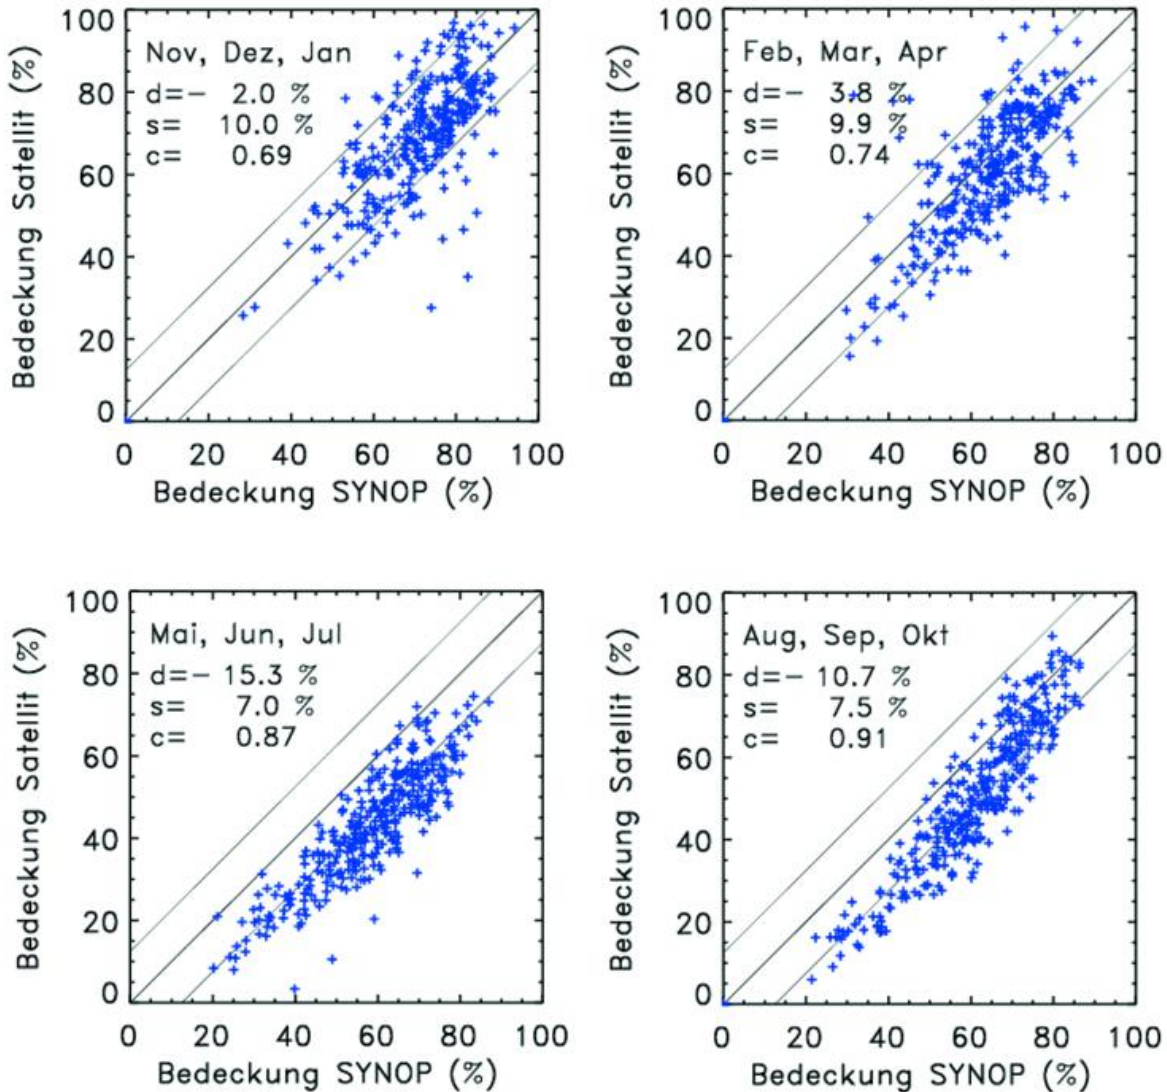 Bedeckung Satellit (%)
100
80
60
40
20
0
Nov, Dez, Jan
d=- 2.0 %
s= 10.0 %
c= 0.69
0 20 40 60 80 100
Bedeckung SYNOP (%)
Bedeckung Satellit (%)
100
80
60
40
20
0
Feb, Mar, Apr
d=- 3.8 %
s= 9.9 %
c= 0.74
0 20 40 60 80 100
Bedeckung SYNOP (%)
Bedeckung Satellit (%)
100
80
60
40
20
0
Mai, Jun, Jul
d=- 15.3 %
s= 7.0 %
c= 0.87
0 20 40 60 80 100
Bedeckung SYNOP (%)
Bedeckung Satellit (%)
100
80
60
40
20
0
Aug, Sep, Okt
d=- 10.7 %
s= 7.5 %
c= 0.91
0 20 40 60 80 100
Bedeckung SYNOP (%)